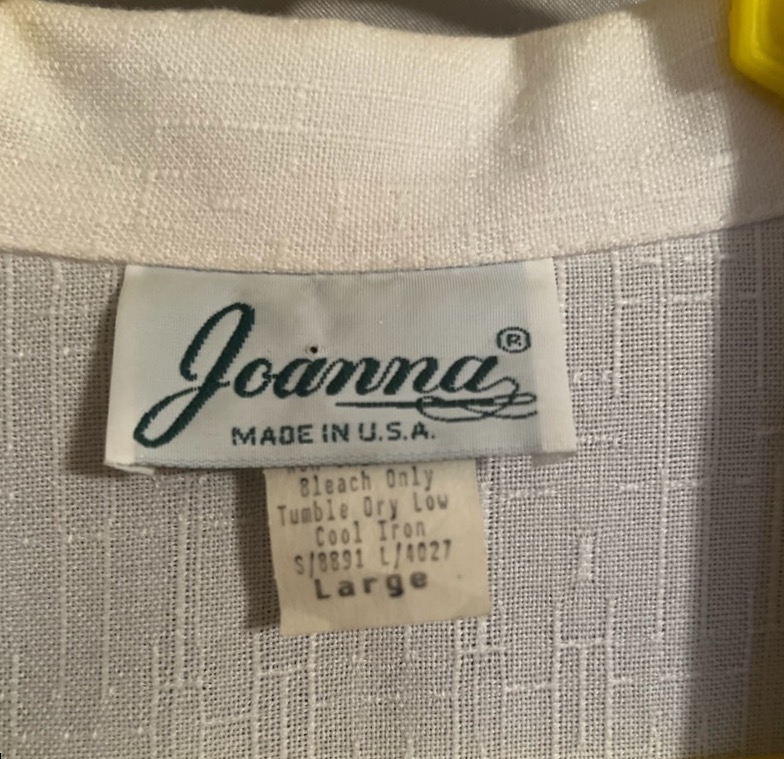 Joanna®
MADE IN U.S.A.
Bleach Only
Tumble Dry Low
Cool Iron
S/8891 L/4027
Large